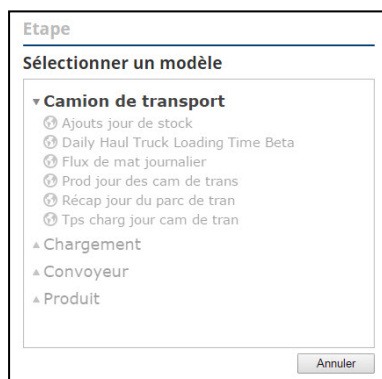 Etape
Sélectionner un modèle
Camion de transport
Ajouts jour de stock
Daily Haul Truck Loading Time Beta
Flux de mat journalier
Prod jour des cam de trans
Récap jour du parc de tran
Tps charg jour cam de tran
Chargement
Convoyeur
Produit
Annuler